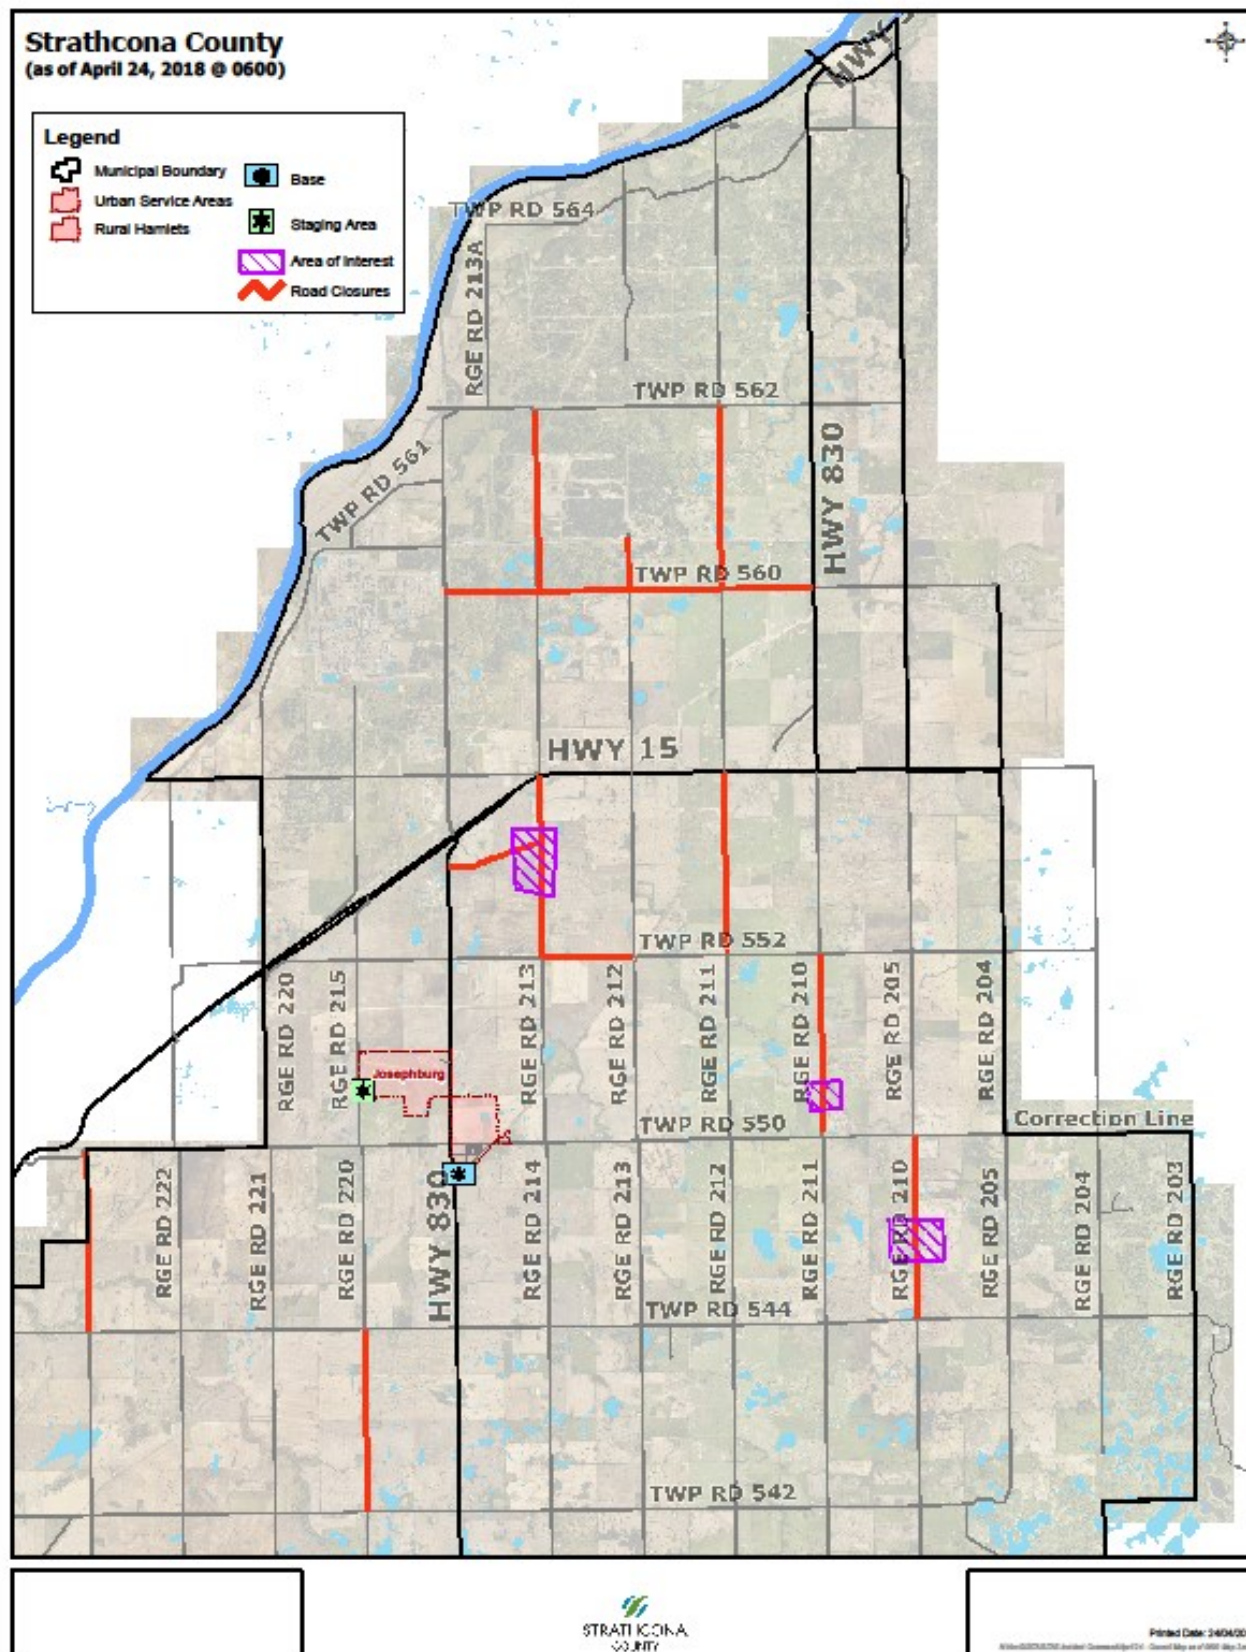 Strathcona County
(as of April 24, 2018 @ 0600)
Legend
Municipal Boundary
Urban Service Areas
Rural Hamlets
Base
Staging Area
Area of Interest
Road Closures
HWY
TWP RD 564
RGE RD 213A
TWP RD 562
TWP RD 561
HWY 830
TWP RD 560
HWY 15
TWP RD 552
RGE RD 220
RGE RD 215
RGE RD 213
RGE RD 212
RGE RD 211
RGE RD 210
RGE RD 205
RGE RD 204
Josephburg
TWP RD 550
Correction Line
RGE RD 222
RGE RD 221
RGE RD 220
HWY 830
RGE RD 214
RGE RD 213
RGE RD 212
RGE RD 211
RGE RD 210
RGE RD 205
RGE RD 204
RGE RD 203
TWP RD 544
TWP RD 542
STRATHCONA
COUNTY
Printed Date: 24/04/20